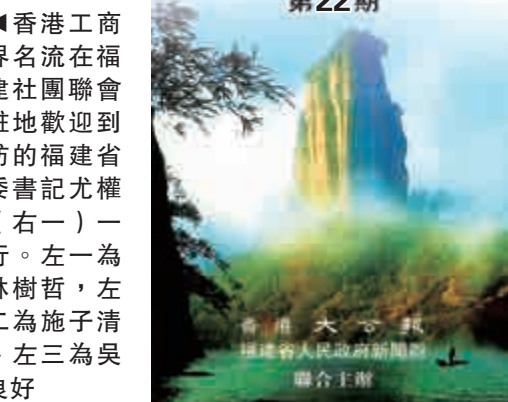 ◀香港工商
界名流在福
建社團聯會
駐地歡迎到
訪的福建省
委書記尤權
（右一）一
行。左一為
林樹哲，左
二為施子清
、左三為吳
良好
第22期
香港大公報
福建省人民政府新聞辦
聯合主辦